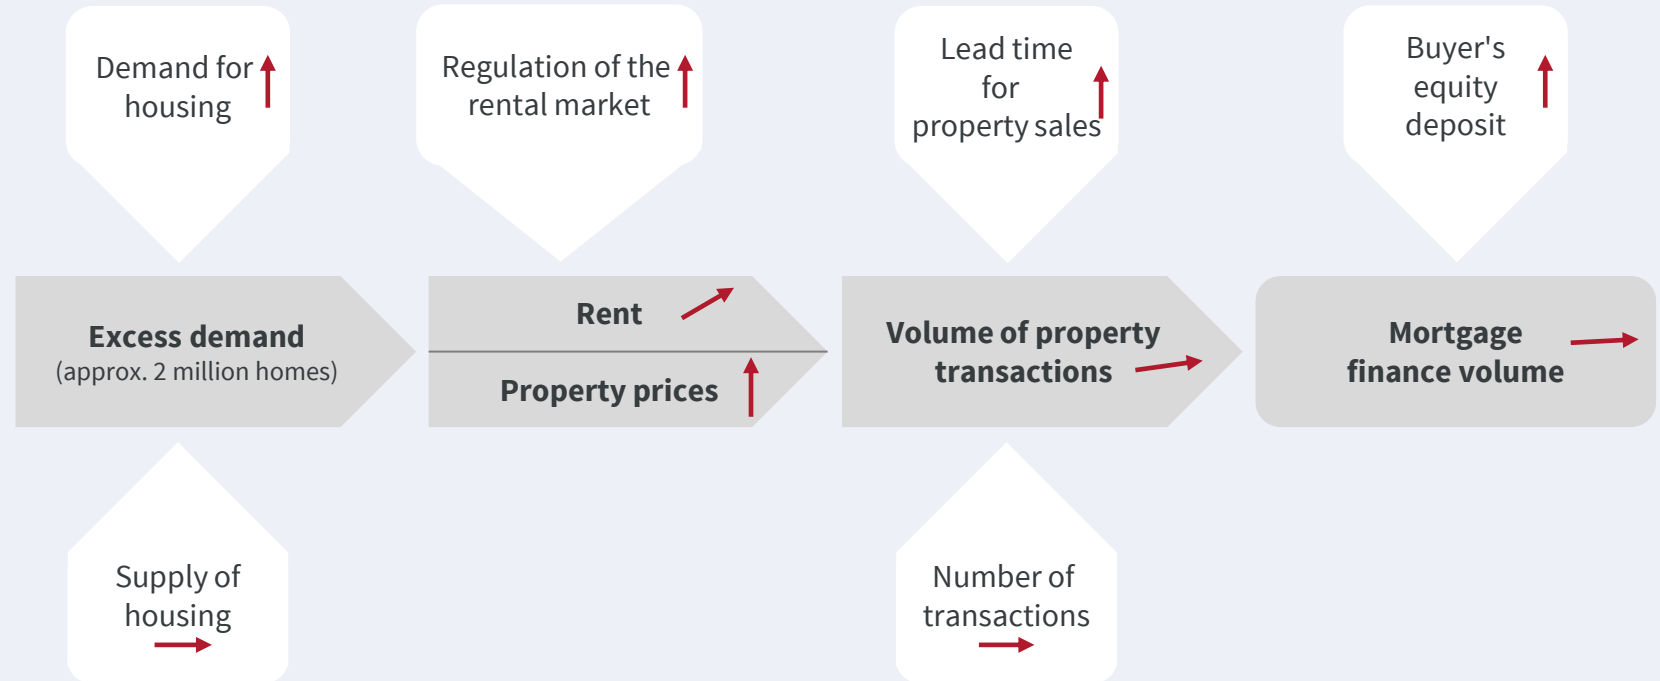 Demand for
housing
Regulation of the
rental market
Lead time
for
property sales
Buyer's
equity
deposit
Excess demand
(approx. 2 million homes)
Rent
Property prices
Volume of property
transactions
Mortgage
finance volume
Supply of
housing
Number of
transactions